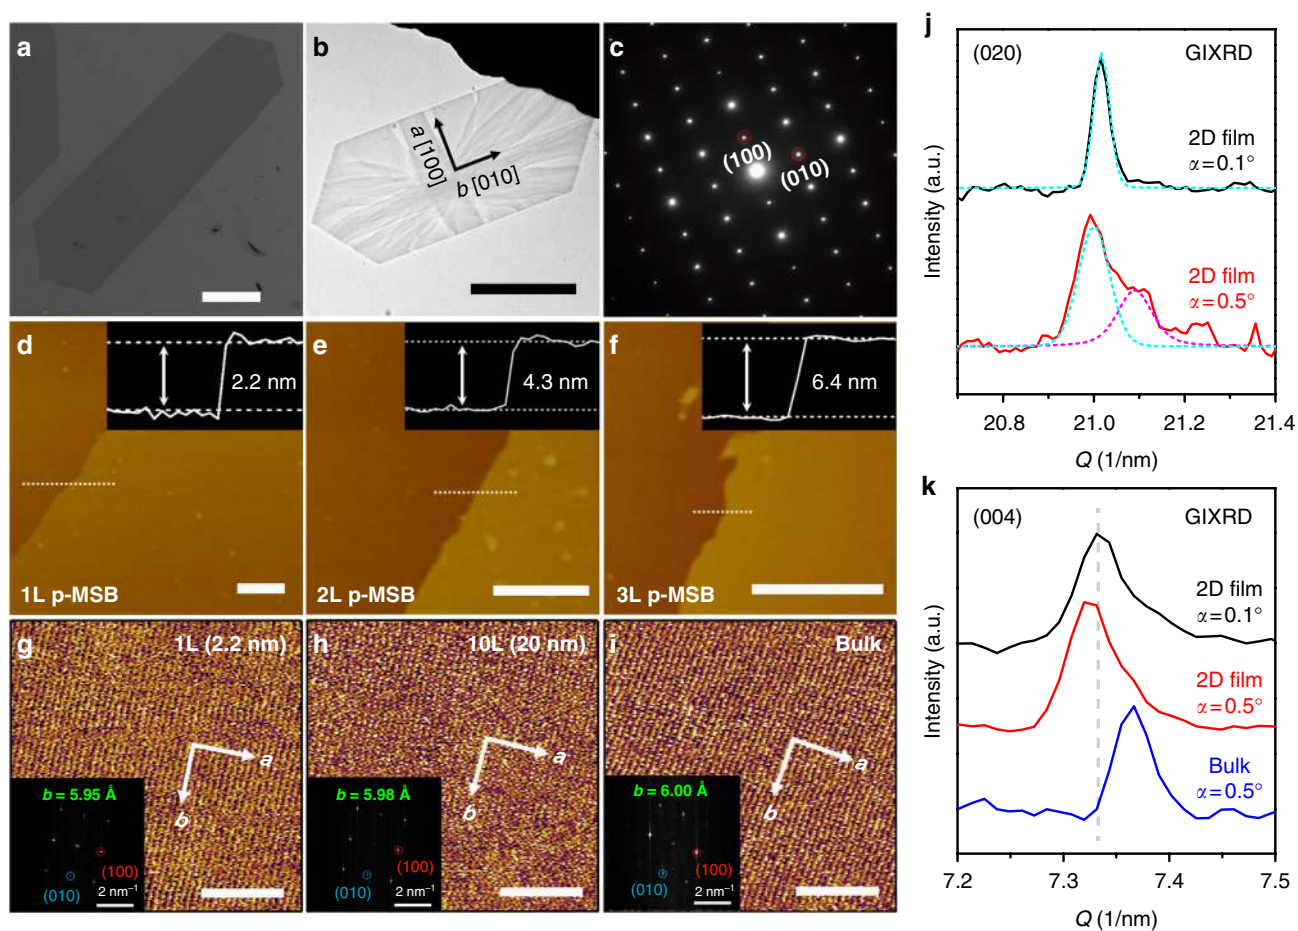 a
b
a [100]
b [010]
c
(100)
(010)
d
2.2 nm
1L p-MSB
e
4.3 nm
2L p-MSB
f
6.4 nm
3L p-MSB
g
1L (2.2 nm)
a
b
b = 5.95 Å
(100)
(010)
2 nm⁻¹
h
10L (20 nm)
a
b
b = 5.98 Å
(100)
(010)
2 nm⁻¹
i
Bulk
a
b
b = 6.00 Å
(100)
(010)
2 nm⁻¹
j
(020)
GIXRD
2D film
α = 0.1°
2D film
α = 0.5°
Intensity (a.u.)
20.8 21.0 21.2 21.4
Q (1/nm)
k
(004)
GIXRD
2D film
α = 0.1°
2D film
α = 0.5°
Bulk
α = 0.5°
Intensity (a.u.)
7.2 7.3 7.4 7.5
Q (1/nm)